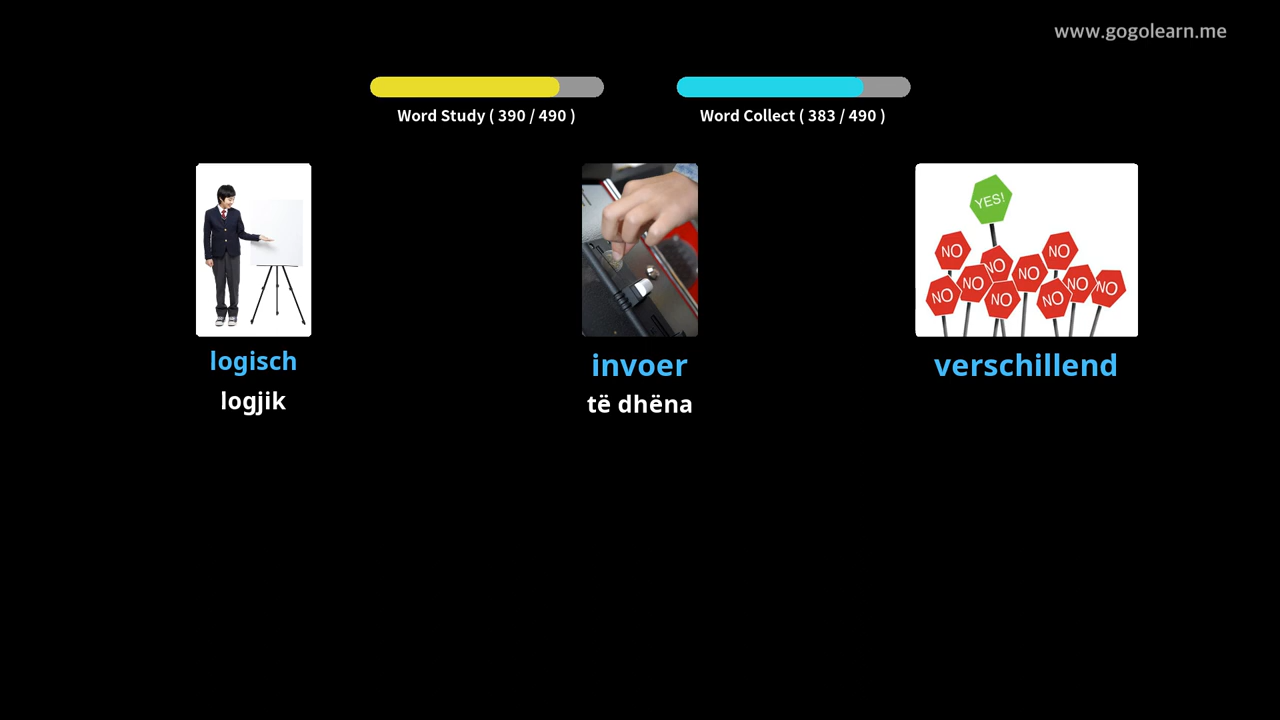 www.gogolearn.me
Word Study ( 390 / 490 )
Word Collect ( 383 / 490 )
YES!
NO
NO
NO
NO
NO
NO
NO
NO
NO
NO
logisch
logjik
invoer
të dhëna
verschillend